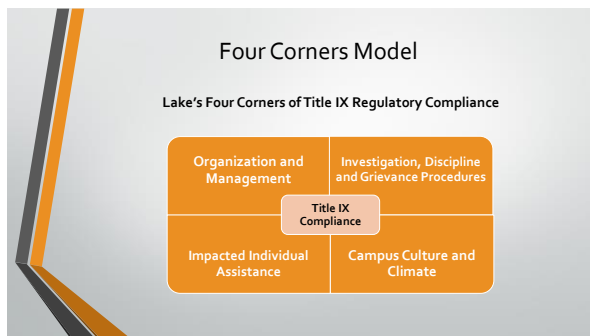 Four Corners Model
Lake's Four Corners of Title IX Regulatory Compliance
Organization and
Management
Investigation, Discipline
and Grievance Procedures
Title IX
Compliance
Impacted Individual
Assistance
Campus Culture and
Climate